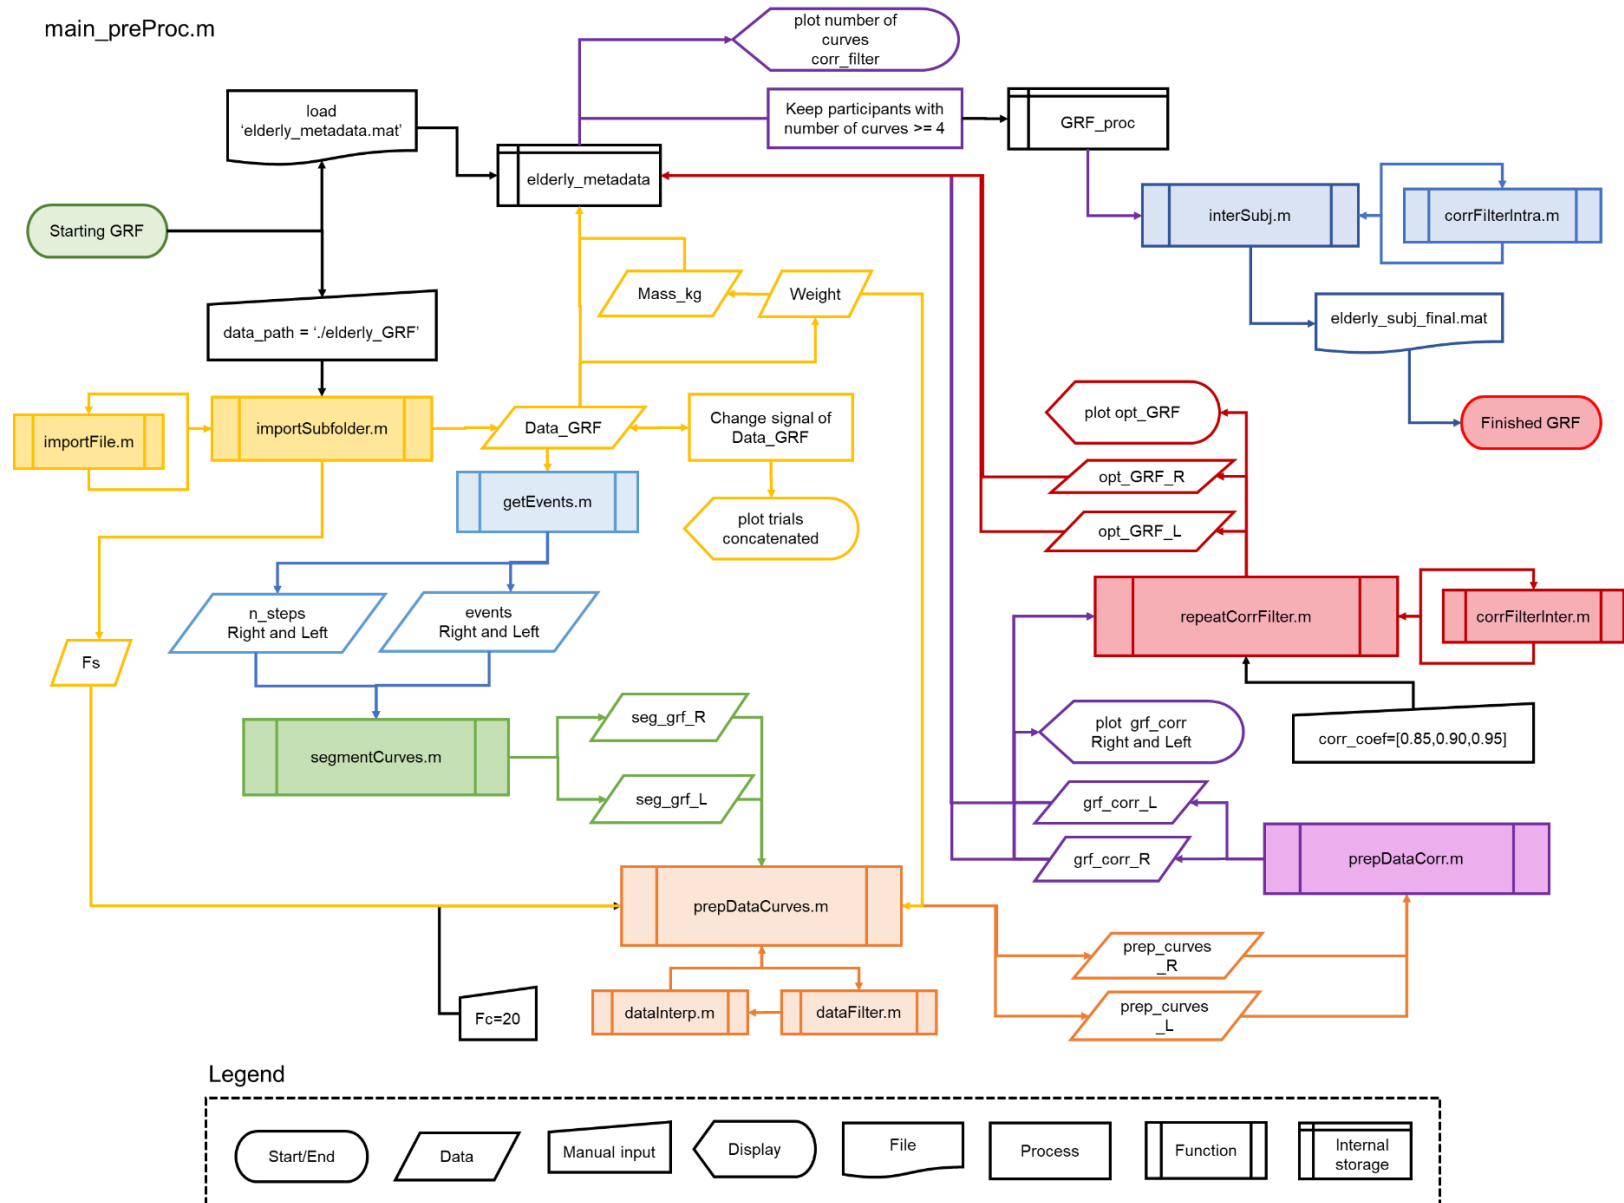 main_preProc.m
plot number of
curves
corr_filter
load
‘elderly_metadata.mat’
Keep participants with
number of curves >= 4
GRF_proc
elderly_metadata
interSubj.m
corrFilterIntra.m
Starting GRF
Mass_kg
Weight
data_path = ‘./elderly_GRF’
elderly_subj_final.mat
importFile.m
importSubfolder.m
Data_GRF
Change signal of
Data_GRF
plot opt_GRF
Finished GRF
opt_GRF_R
getEvents.m
plot trials
concatenated
opt_GRF_L
n_steps
Right and Left
events
Right and Left
repeatCorrFilter.m
corrFilterInter.m
Fs
seg_grf_R
plot grf_corr
Right and Left
corr_coef=[0.85,0.90,0.95]
segmentCurves.m
seg_grf_L
grf_corr_L
grf_corr_R
prepDataCorr.m
prepDataCurves.m
prep_curves
_R
dataInterp.m
dataFilter.m
Fc=20
prep_curves
_L
Legend
Start/End
Data
Manual input
Display
File
Process
Function
Internal
storage